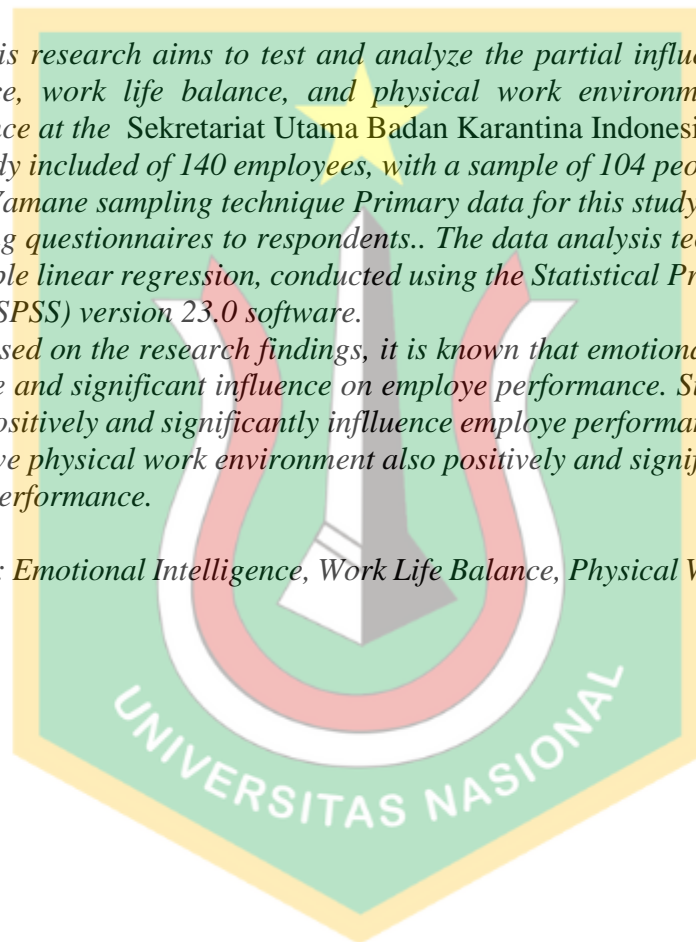 is research aims to test and analyze the partial influ
ce, work life balance, and physical work environm
nce at the Sekretariat Utama Badan Karantina Indonesi
dy included of 140 employees, with a sample of 104 peo
Yamane sampling technique Primary data for this study
ng questionnaires to respondents.. The data analysis te
ple linear regression, conducted using the Statistical Pr
SPSS) version 23.0 software.
sed on the research findings, it is known that emotiona
e and significant influence on employe performance. S
ositively and significantly inflluence employe performa
ve physical work environment also positively and signif
erformance.
: Emotional Intelligence, Work Life Balance, Physical W
UNIVERSITAS NASIONAL